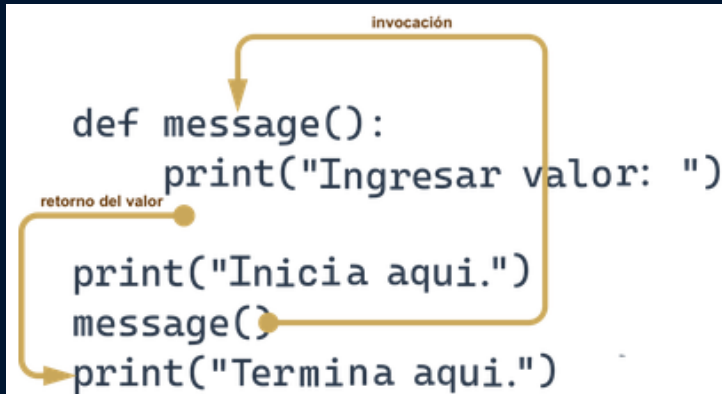 invocación
def message():
print("Ingresar valor: ")
retorno del valor
print("Inicia aqui.")
message()
print("Termina aqui.")